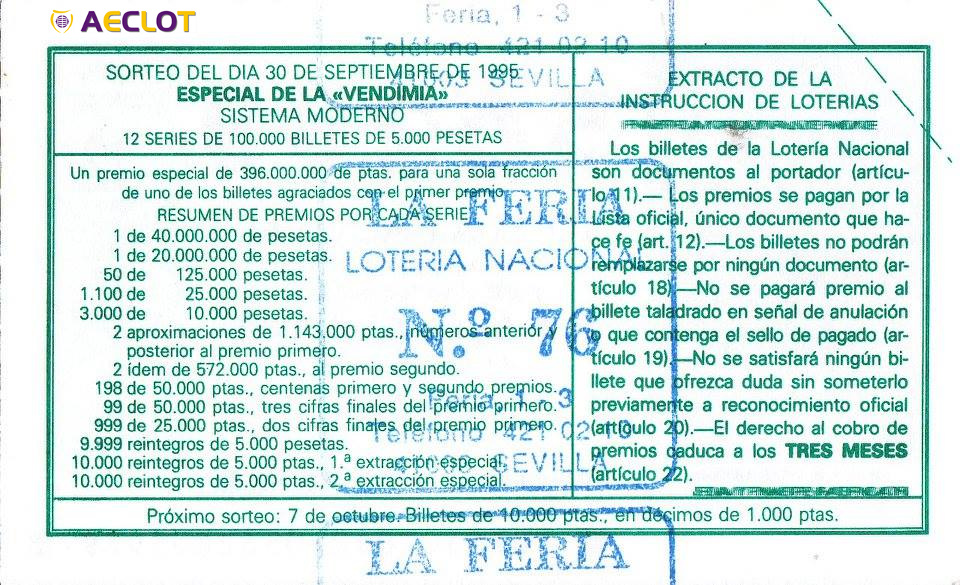 AECLOT
Feria, 1 - 3
Teléfono 421 02 10
41003 SEVILLA
SORTEO DEL DIA 30 DE SEPTIEMBRE DE 1995
ESPECIAL DE LA «VENDIMIA»
SISTEMA MODERNO
12 SERIES DE 100.000 BILLETES DE 5.000 PESETAS
Un premio especial de 396.000.000 de ptas. para una sola fracción
de uno de los billetes agraciados con el primer premio.
RESUMEN DE PREMIOS POR CADA SERIE
1 de 40.000.000 de pesetas.
1 de 20.000.000 de pesetas.
50 de 125.000 pesetas.
1.100 de 25.000 pesetas.
3.000 de 10.000 pesetas.
2 aproximaciones de 1.143.000 ptas., números anterior y
posterior al premio primero.
2 ídem de 572.000 ptas., al premio segundo.
198 de 50.000 ptas., centenas primero y segundo premios.
99 de 50.000 ptas., tres cifras finales del premio primero.
999 de 25.000 ptas., dos cifras finales del premio primero.
9.999 reintegros de 5.000 pesetas.
10.000 reintegros de 5.000 ptas., 1.ª extracción especial.
10.000 reintegros de 5.000 ptas., 2.ª extracción especial.
EXTRACTO DE LA
INSTRUCCION DE LOTERIAS
Los billetes de la Lotería Nacional
son documentos al portador (artícu-
lo 11).— Los premios se pagan por la
Lista oficial, único documento que ha-
ce fe (art. 12).—Los billetes no podrán
remplazarse por ningún documento (ar-
tículo 18).—No se pagará premio al
billete taladrado en señal de anulación
o que contenga el sello de pagado (ar-
tículo 19).—No se satisfará ningún bi-
llete que ofrezca duda sin someterlo
previamente a reconocimiento oficial
(artículo 20).—El derecho al cobro de
premios caduca a los TRES MESES
(artículo 22).
Próximo sorteo: 7 de octubre. Billetes de 10.000 ptas., en décimos de 1.000 ptas.
LA FERIA
LOTERIA NACIONAL
N.º 76
Feria, 1 - 3
Teléfono 421 02 10
41003 SEVILLA
LA FERIA